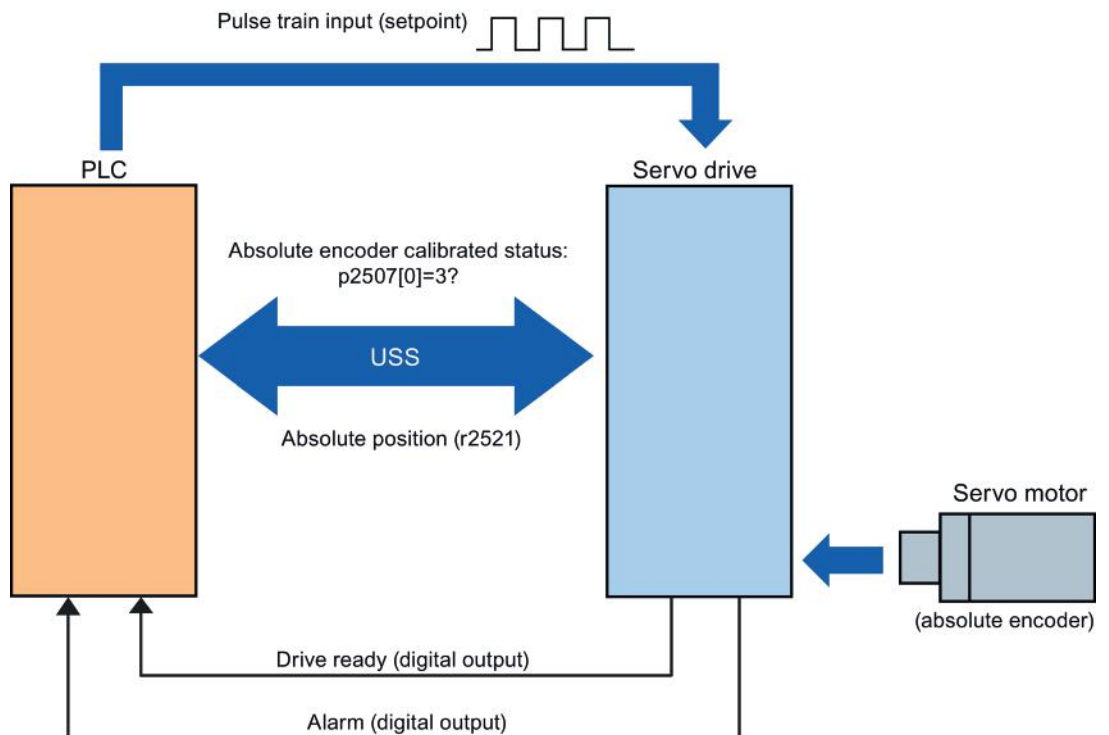 Pulse train input (setpoint)
PLC
Servo drive
Absolute encoder calibrated status:
p2507[0]=3?
USS
Absolute position (r2521)
Servo motor
(absolute encoder)
Drive ready (digital output)
Alarm (digital output)